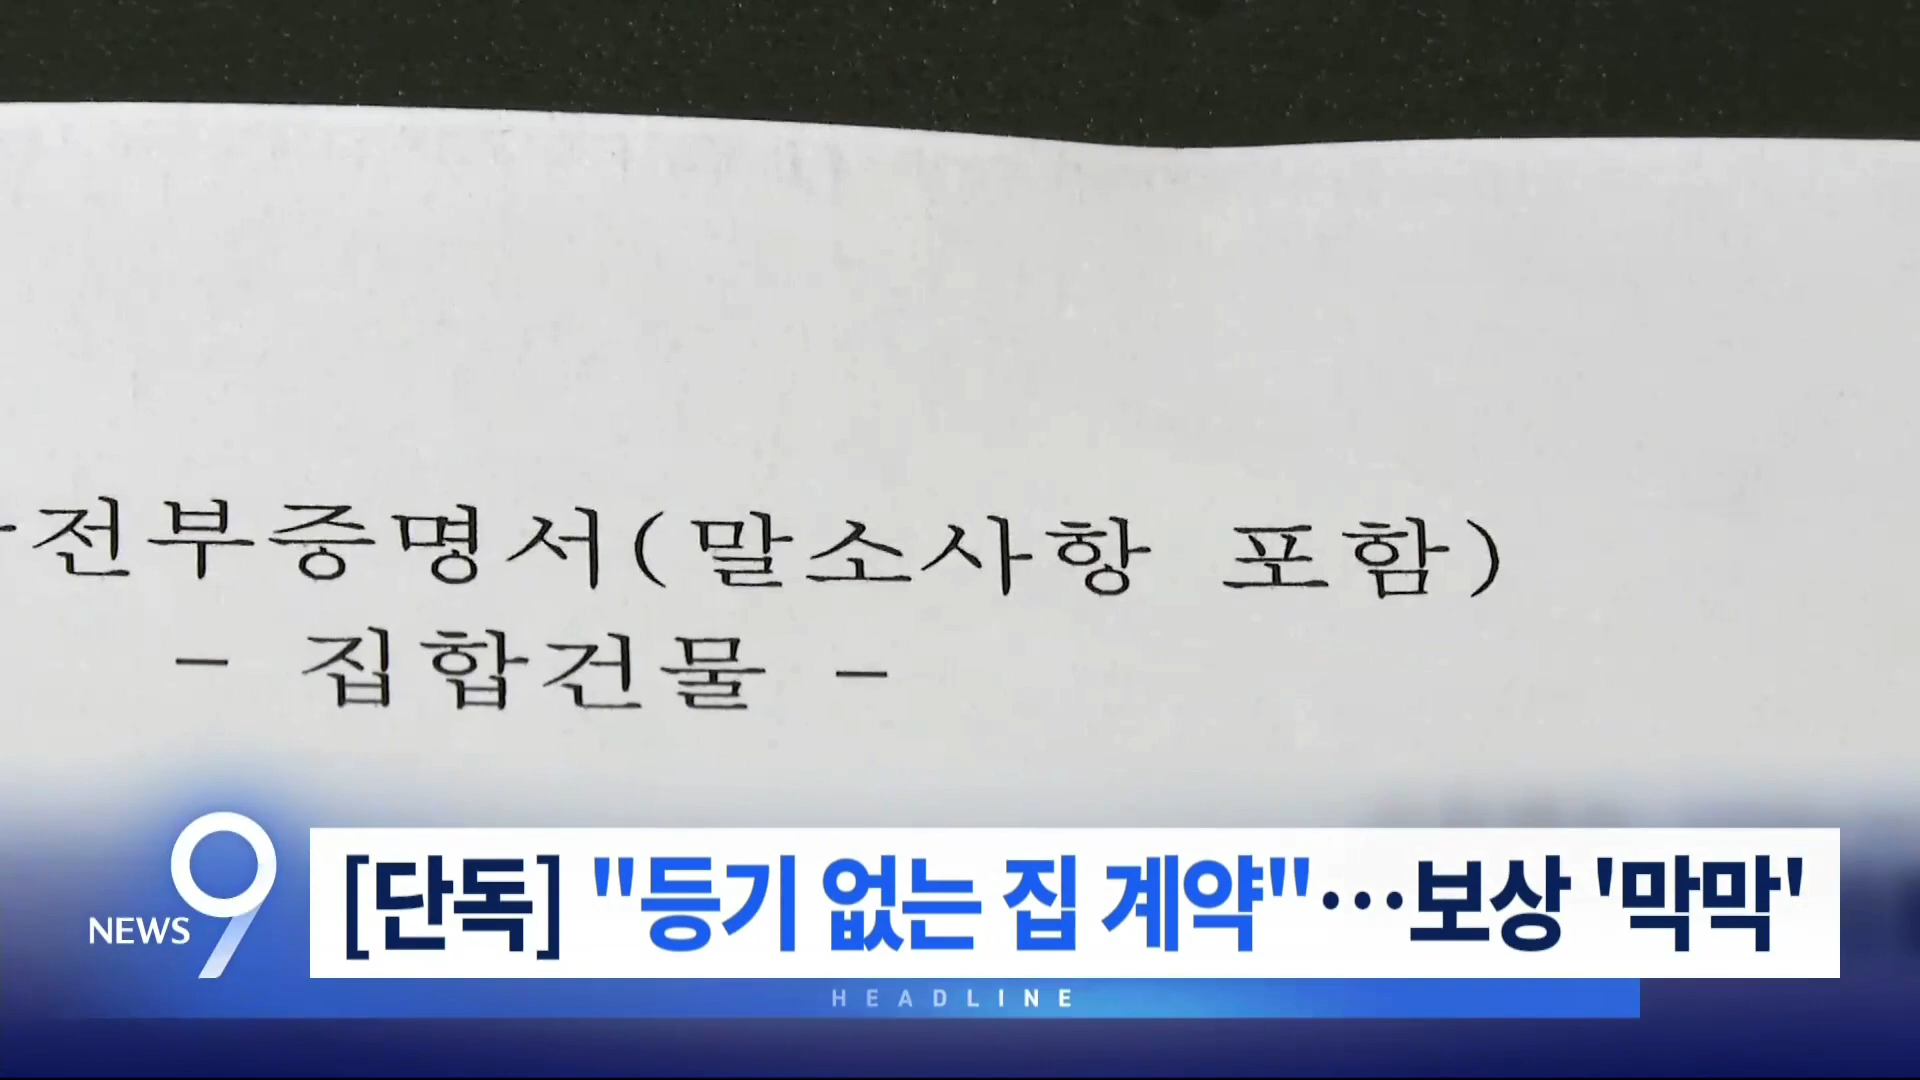 전부증명서(말소사항 포함)
- 집합건물 -
NEWS 9
[단독] "등기 없는 집 계약"…보상 '막막'
HEADLINE